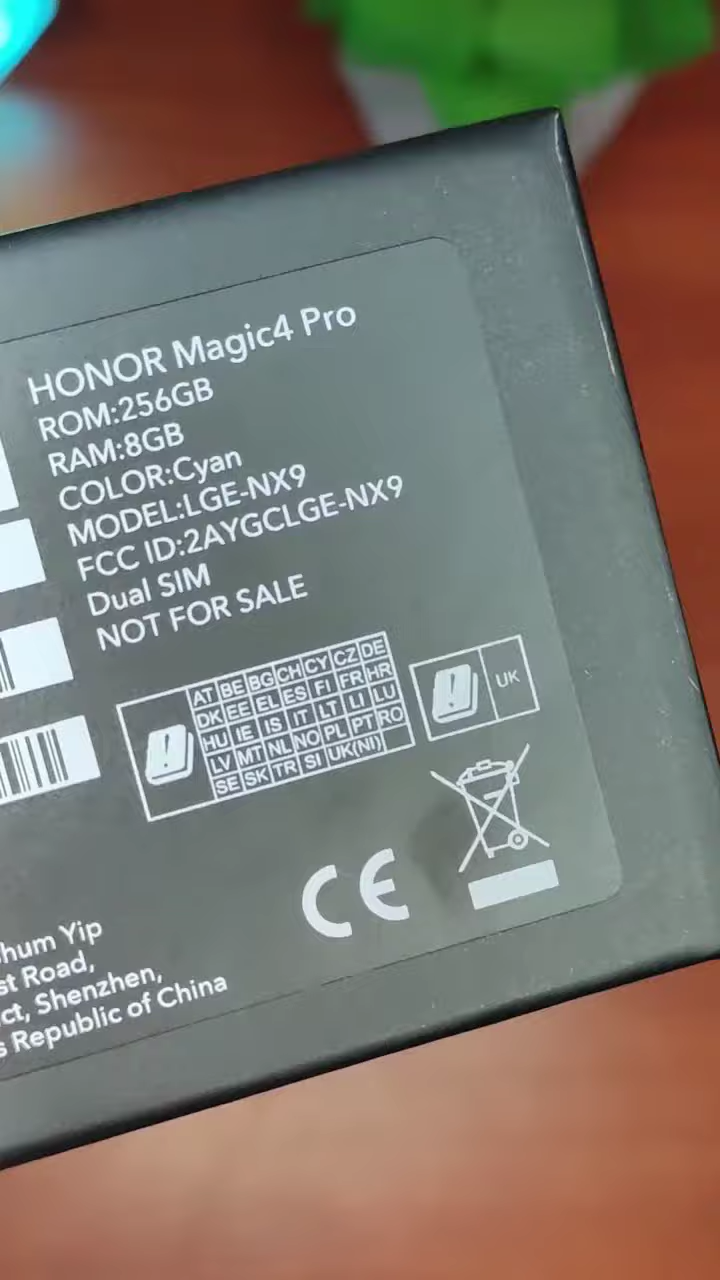 HONOR Magic4 Pro
ROM:256GB
RAM:8GB
COLOR:Cyan
MODEL:LGE-NX9
FCC ID:2AYGCLGE-NX9
Dual SIM
NOT FOR SALE
AT BE BG CH CY CZ DE
DK EE EL ES FI FR HR
HU IE IS IT LT LI LU
LV MT NL NO PL PT RO
SE SK TR SI UK(NI)
UK
CE
hum Yip
st Road,
ct, Shenzhen,
s Republic of China